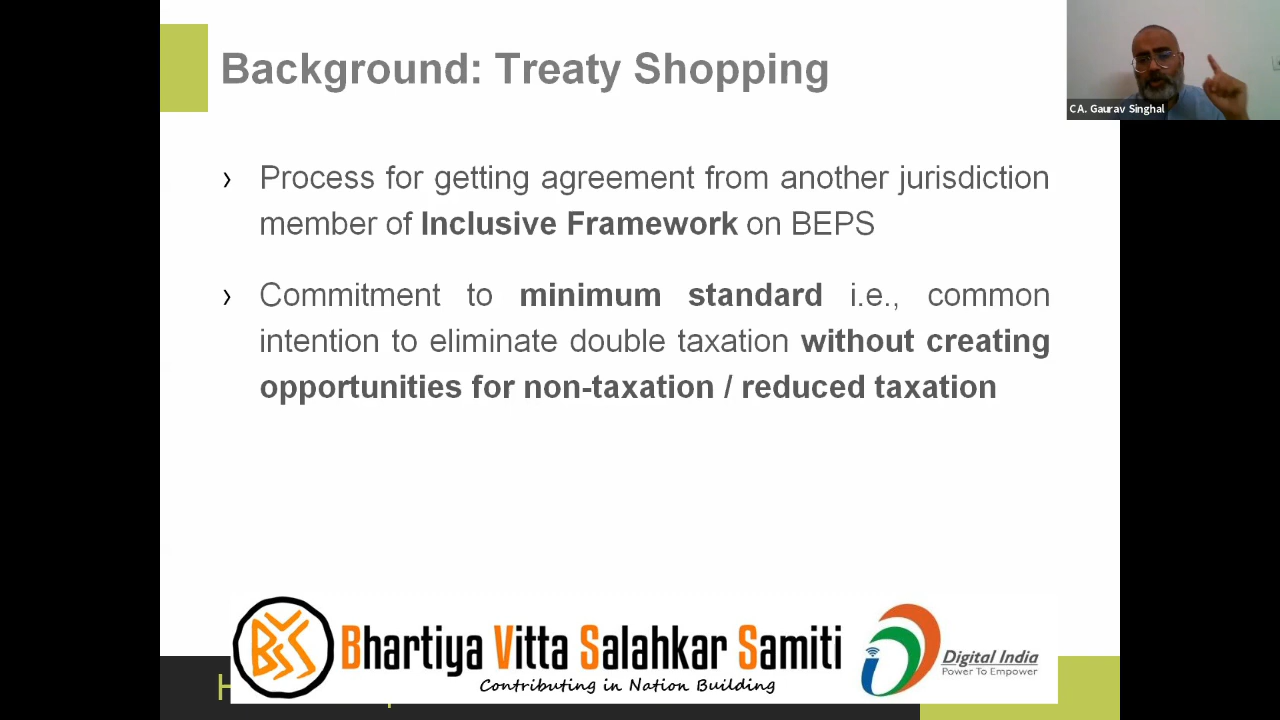 Background: Treaty Shopping
CA. Gaurav Singhal
› Process for getting agreement from another jurisdiction
member of Inclusive Framework on BEPS
› Commitment to minimum standard i.e., common
intention to eliminate double taxation without creating
opportunities for non-taxation / reduced taxation
BVSS
Bhartiya Vitta Salahkar Samiti
Contributing in Nation Building
Digital India
Power To Empower